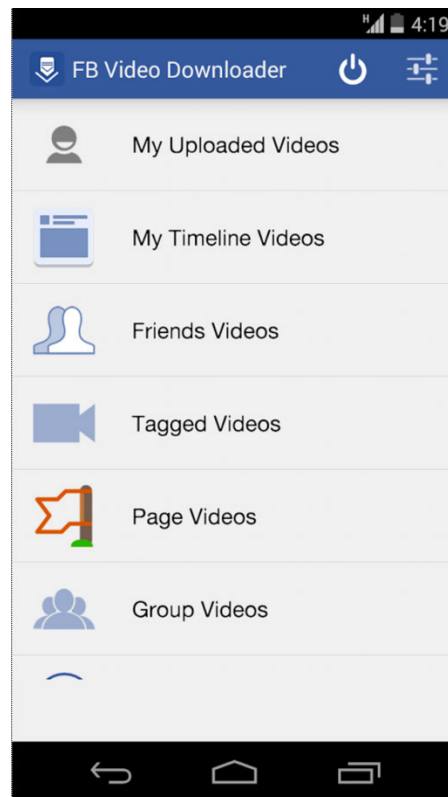 H 4:19
FB Video Downloader
My Uploaded Videos
My Timeline Videos
Friends Videos
Tagged Videos
Page Videos
Group Videos